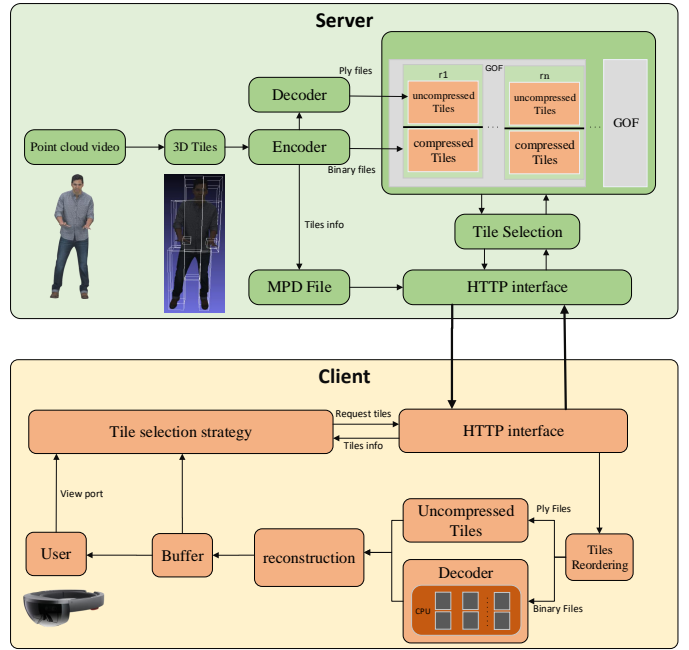 Server
Ply files
GOF
r1
rn
Decoder
uncompressed
Tiles
uncompressed
Tiles
GOF
Point cloud video
3D Tiles
Encoder
...
...
compressed
Tiles
compressed
Tiles
Binary files
Tiles info
Tile Selection
MPD File
HTTP interface
Client
Tile selection strategy
Request tiles
Tiles info
HTTP interface
View port
Uncompressed
Tiles
Ply Files
User
Buffer
reconstruction
Tiles
Reordering
Decoder
CPU
Binary Files